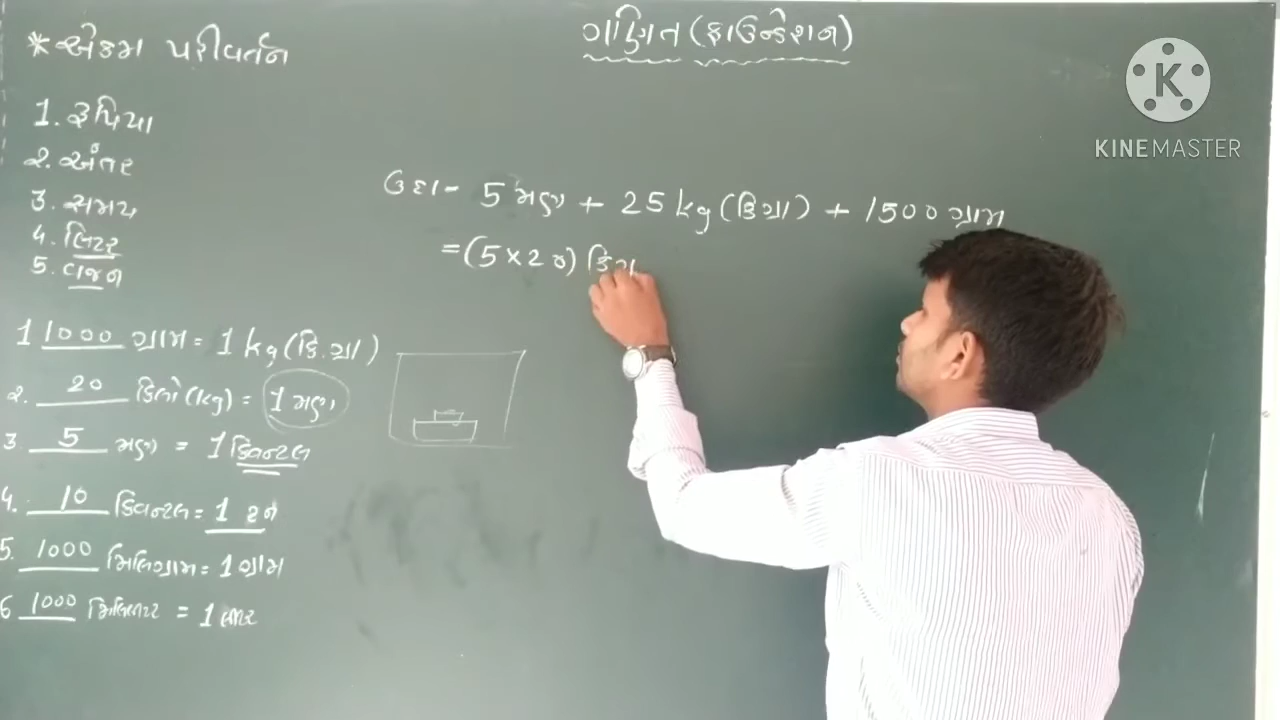 ગણિત (ફાઉન્ડેશન)
* એકમ પરીવર્તન
1. રૂપિયા
2. અંતર
3. સમય
4. લિટર
5. વજન
ઉદા- 5 મણ + 25 kg (કિગ્રા) + 1500 ગ્રામ
= (5 × 20) કિગ્ર
1 1000 ગ્રામ = 1 kg (કિ.ગ્રા)
2. 20 કિલો (kg) = 1 મણ
3 5 મણ = 1 ક્વિન્ટલ
4. 10 ક્વિન્ટલ = 1 ટન
5. 1000 મિલિગ્રામ = 1 ગ્રામ
6 1000 મિલિલીટર = 1 લીટર
K
KINEMASTER